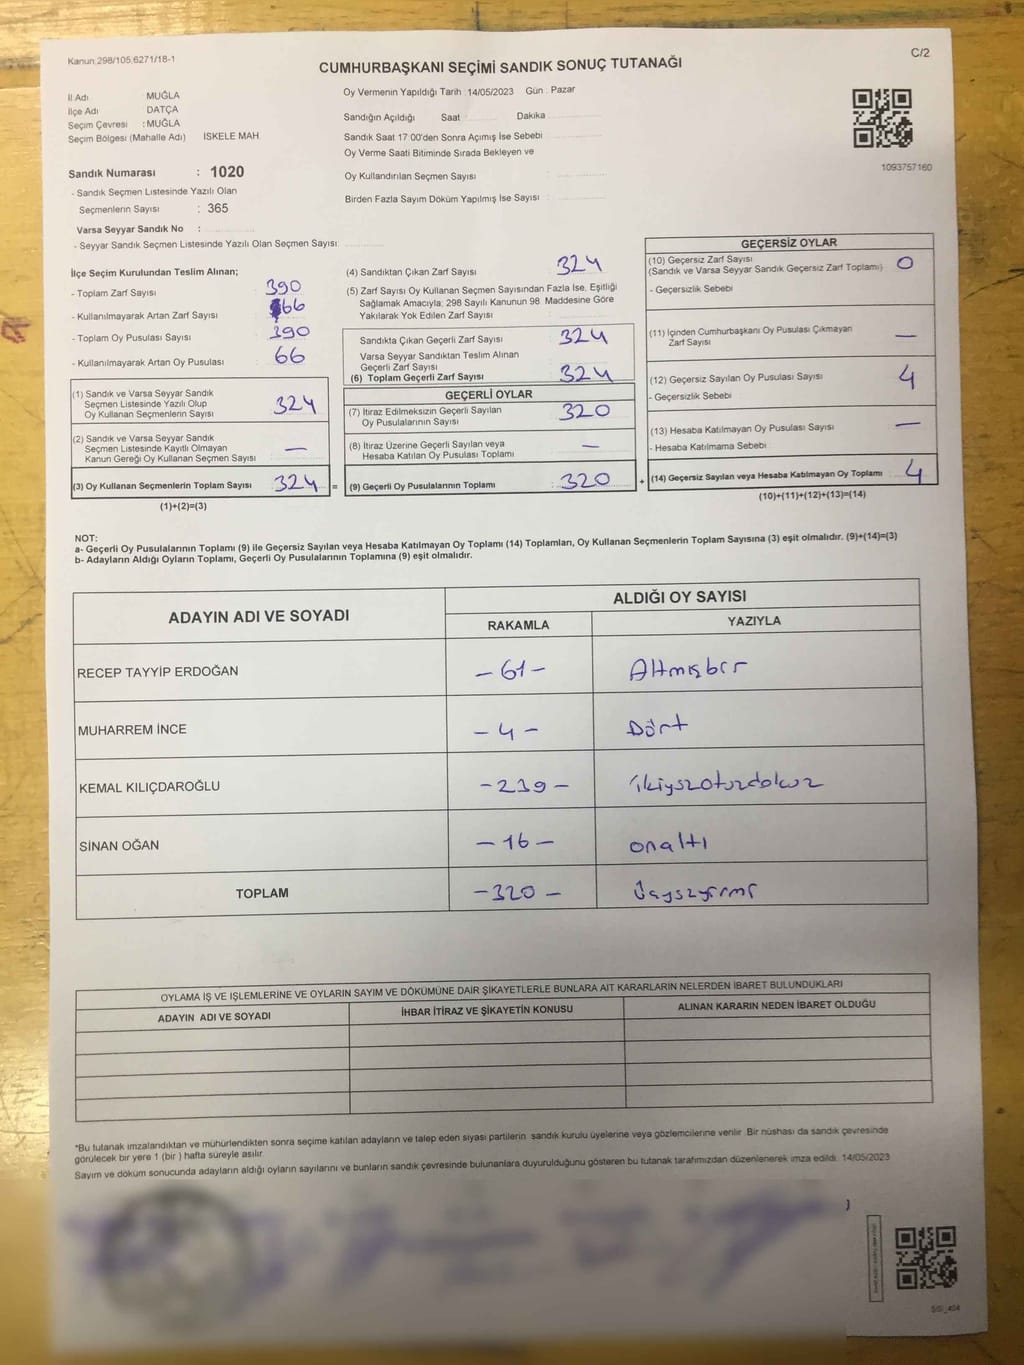 Kanun:298/105.6271/18-1
C/2
CUMHURBAŞKANI SEÇİMİ SANDIK SONUÇ TUTANAĞI
İl Adı : MUĞLA
İlçe Adı DATÇA
Seçim Çevresi : MUĞLA
Seçim Bölgesi (Mahalle Adı) İSKELE MAH.
Oy Vermenin Yapıldığı Tarih :14/05/2023 Gün : Pazar
Sandığın Açıldığı Saat Dakika
Sandık Saat 17:00'den Sonra Açımış İse Sebebi
Oy Verme Saati Bitiminde Sırada Bekleyen ve
Oy Kullandırılan Seçmen Sayısı :
Birden Fazla Sayım Döküm Yapılmış İse Sayısı :
1093757160
Sandık Numarası : 1020
- Sandık Seçmen Listesinde Yazılı Olan
Seçmenlerin Sayısı : 365
Varsa Seyyar Sandık No :
- Seyyar Sandık Seçmen Listesinde Yazılı Olan Seçmen Sayısı:
İlçe Seçim Kurulundan Teslim Alınan;
- Toplam Zarf Sayısı 390
- Kullanılmayarak Artan Zarf Sayısı 66
- Toplam Oy Pusulası Sayısı 390
- Kullanılmayarak Artan Oy Pusulası 66
(1) Sandık ve Varsa Seyyar Sandık
Seçmen Listesinde Yazılı Olup
Oy Kullanan Seçmenlerin Sayısı 324
(2) Sandık ve Varsa Seyyar Sandık
Seçmen Listesinde Kayıtlı Olmayan
Kanun Gereği Oy Kullanan Seçmen Sayısı —
(3) Oy Kullanan Seçmenlerin Toplam Sayısı 324 =
(1)+(2)=(3)
(4) Sandıktan Çıkan Zarf Sayısı 324
(5) Zarf Sayısı Oy Kullanan Seçmen Sayısından Fazla İse, Eşitliği
Sağlamak Amacıyla; 298 Sayılı Kanunun 98. Maddesine Göre
Yakılarak Yok Edilen Zarf Sayısı :
Sandıkta Çıkan Geçerli Zarf Sayısı 324
Varsa Seyyar Sandıktan Teslim Alınan
Geçerli Zarf Sayısı
(6) Toplam Geçerli Zarf Sayısı 324
GEÇERLİ OYLAR
(7) İtiraz Edilmeksizin Geçerli Sayılan
Oy Pusulalarının Sayısı 320
(8) İtiraz Üzerine Geçerli Sayılan veya
Hesaba Katılan Oy Pusulası Toplamı —
(9) Geçerli Oy Pusulalarının Toplamı : 320 +
GEÇERSİZ OYLAR
(10) Geçersiz Zarf Sayısı
(Sandık ve Varsa Seyyar Sandık Geçersiz Zarf Toplamı) 0
- Geçersizlik Sebebi
(11) İçinden Cumhurbaşkanı Oy Pusulası Çıkmayan
Zarf Sayısı —
(12) Geçersiz Sayılan Oy Pusulası Sayısı 4
- Geçersizlik Sebebi
(13) Hesaba Katılmayan Oy Pusulası Sayısı —
- Hesaba Katılmama Sebebi
(14) Geçersiz Sayılan veya Hesaba Katılmayan Oy Toplamı 4
(10)+(11)+(12)+(13)=(14)
NOT:
a- Geçerli Oy Pusulalarının Toplamı (9) ile Geçersiz Sayılan veya Hesaba Katılmayan Oy Toplamı (14) Toplamları, Oy Kullanan Seçmenlerin Toplam Sayısına (3) eşit olmalıdır. (9)+(14)=(3)
b- Adayların Aldığı Oyların Toplamı, Geçerli Oy Pusulalarının Toplamına (9) eşit olmalıdır.
ADAYIN ADI VE SOYADI ALDIĞI OY SAYISI
RAKAMLA YAZIYLA
RECEP TAYYİP ERDOĞAN -61- Altmışbir
MUHARREM İNCE -4- Dört
KEMAL KILIÇDAROĞLU -239- ikiyüzotuzdokuz
SİNAN OĞAN -16- onaltı
TOPLAM -320- Üçyüzyirmi
OYLAMA İŞ VE İŞLEMLERİNE VE OYLARIN SAYIM VE DÖKÜMÜNE DAİR ŞİKAYETLERLE BUNLARA AİT KARARLARIN NELERDEN İBARET BULUNDUKLARI
ADAYIN ADI VE SOYADI İHBAR İTİRAZ VE ŞİKAYETİN KONUSU ALINAN KARARIN NEDEN İBARET OLDUĞU
*Bu tutanak imzalandıktan ve mühürlendikten sonra seçime katılan adayların ve talep eden siyasi partilerin sandık kurulu üyelerine veya gözlemcilerine verilir. Bir nüshası da sandık çevresinde
görülecek bir yere 1 (bir ) hafta süreyle asılır.
Sayım ve döküm sonucunda adayların aldığı oyların sayılarını ve bunların sandık çevresinde bulunanlara duyurulduğunu gösteren bu tutanak tarafımızdan düzenlenerek imza edildi. 14/05/2023